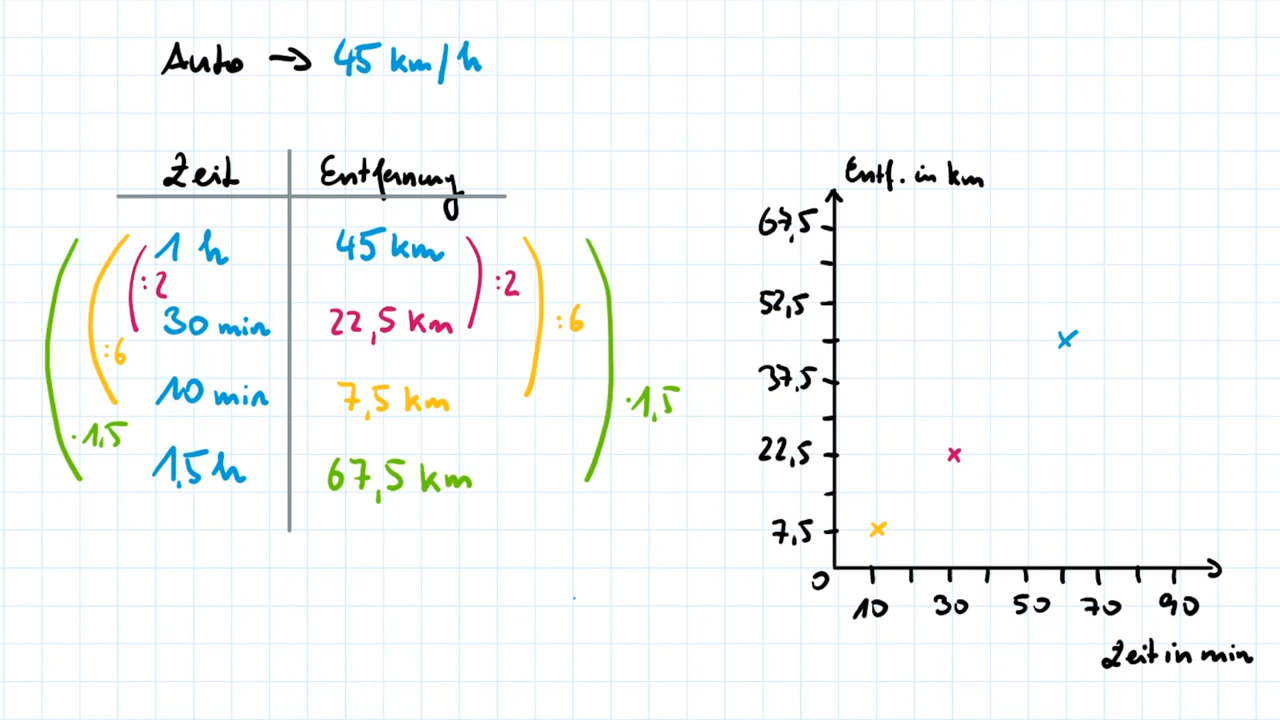 Auto → 45 km/h
Zeit Entfernung
1 h 45 km
:2 :2
30 min 22,5 km
:6 :6
10 min 7,5 km
·1,5 ·1,5
1,5 h 67,5 km
Entf. in km
67,5
52,5
37,5
22,5
7,5
0
10 30 50 70 90
Zeit in min